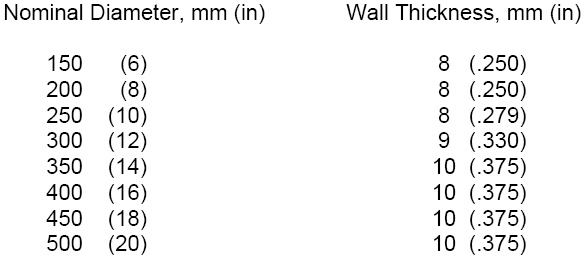 Nominal Diameter, mm (in) Wall Thickness, mm (in)
150 (6) 8 (.250)
200 (8) 8 (.250)
250 (10) 8 (.279)
300 (12) 9 (.330)
350 (14) 10 (.375)
400 (16) 10 (.375)
450 (18) 10 (.375)
500 (20) 10 (.375)